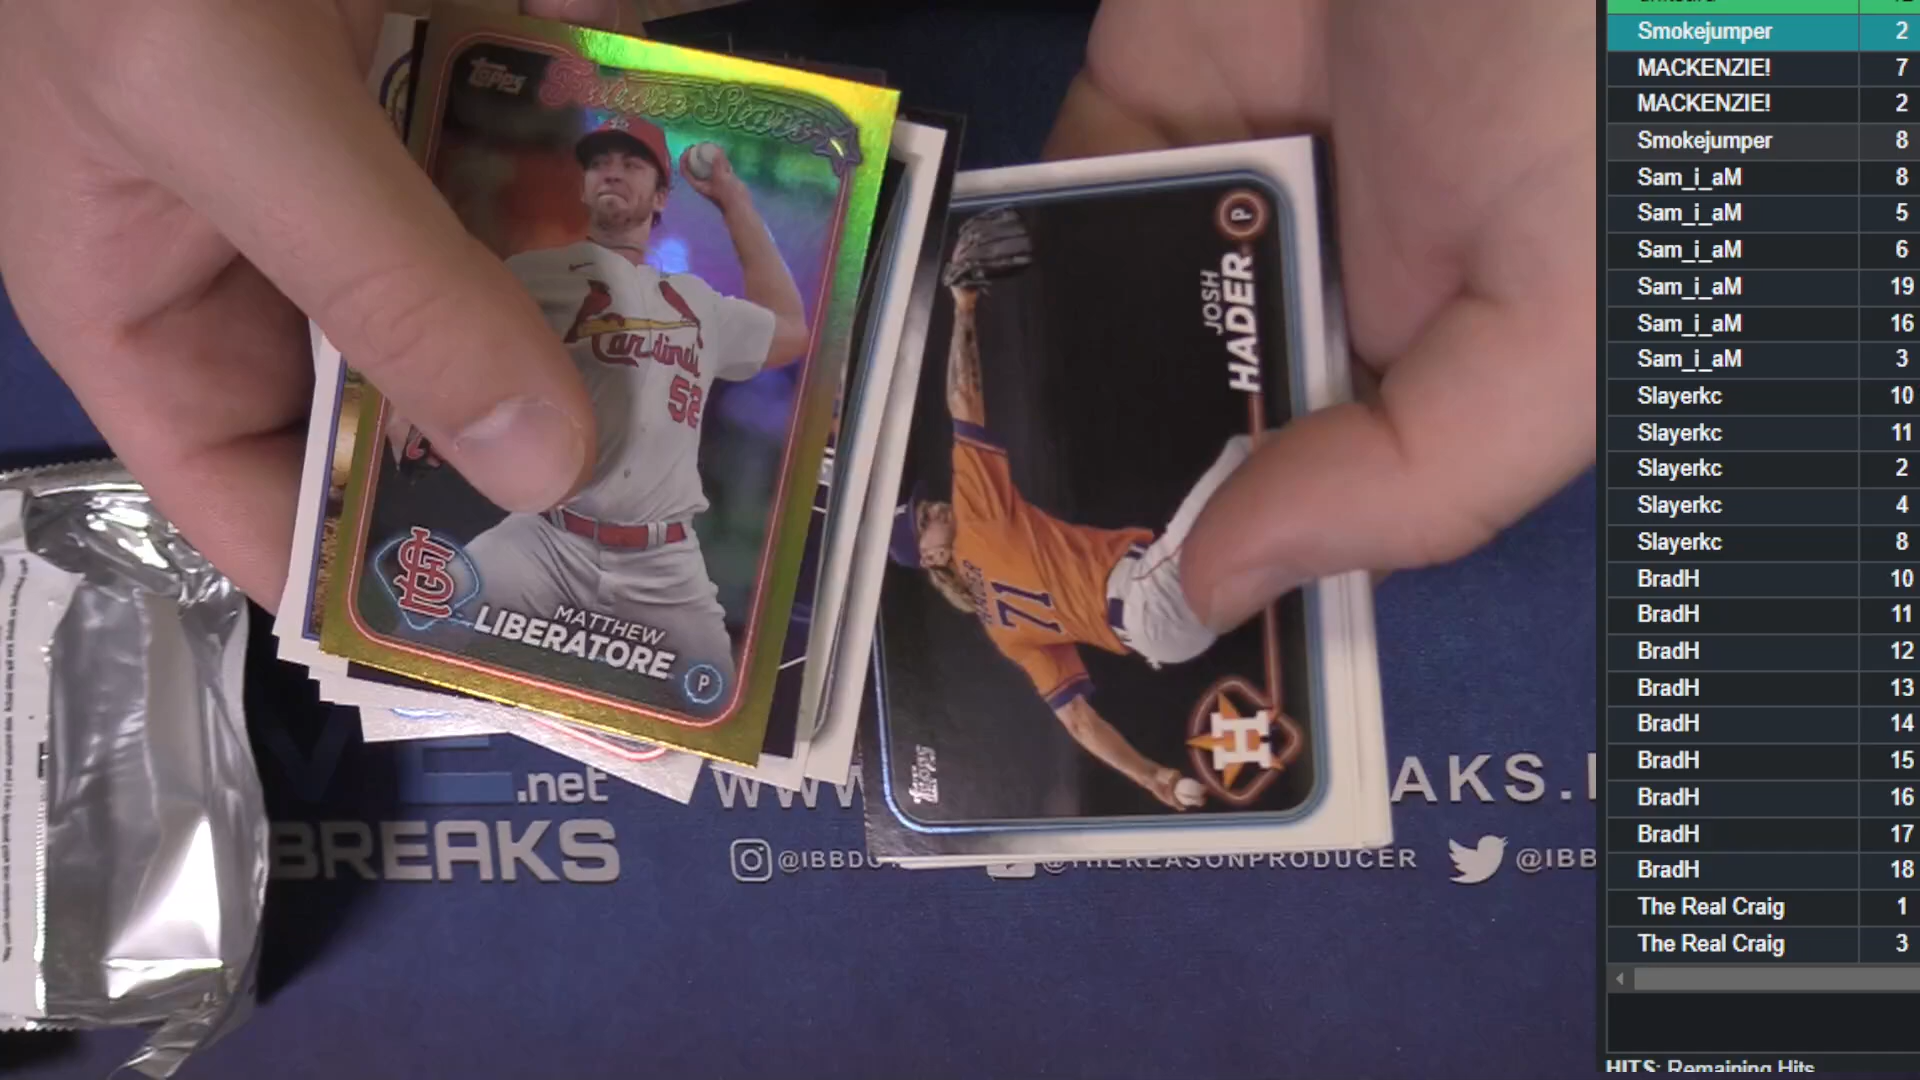 topps
Future Stars
Cardinals
52
STL
MATTHEW
LIBERATORE
P
P
JOSH
HADER
71
H
topps
.net
BREAKS
WWW
AKS.
@IBBD
@THEREASONPRODUCER
@IBB
Smokejumper 2
MACKENZIE! 7
MACKENZIE! 2
Smokejumper 8
Sam_i_aM 8
Sam_i_aM 5
Sam_i_aM 6
Sam_i_aM 19
Sam_i_aM 16
Sam_i_aM 3
Slayerkc 10
Slayerkc 11
Slayerkc 2
Slayerkc 4
Slayerkc 8
BradH 10
BradH 11
BradH 12
BradH 13
BradH 14
BradH 15
BradH 16
BradH 17
BradH 18
The Real Craig 1
The Real Craig 3
HITS: Remaining Hits